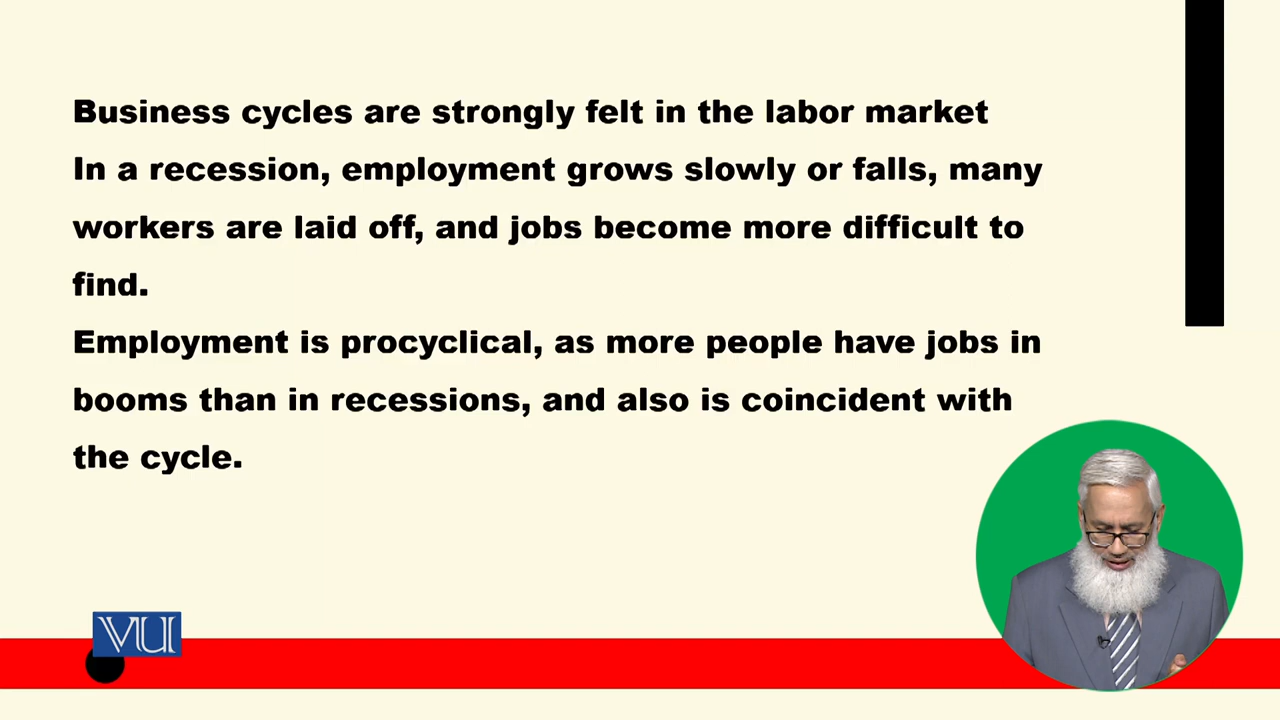 Business cycles are strongly felt in the labor market
In a recession, employment grows slowly or falls, many
workers are laid off, and jobs become more difficult to
find.
Employment is procyclical, as more people have jobs in
booms than in recessions, and also is coincident with
the cycle.
VU